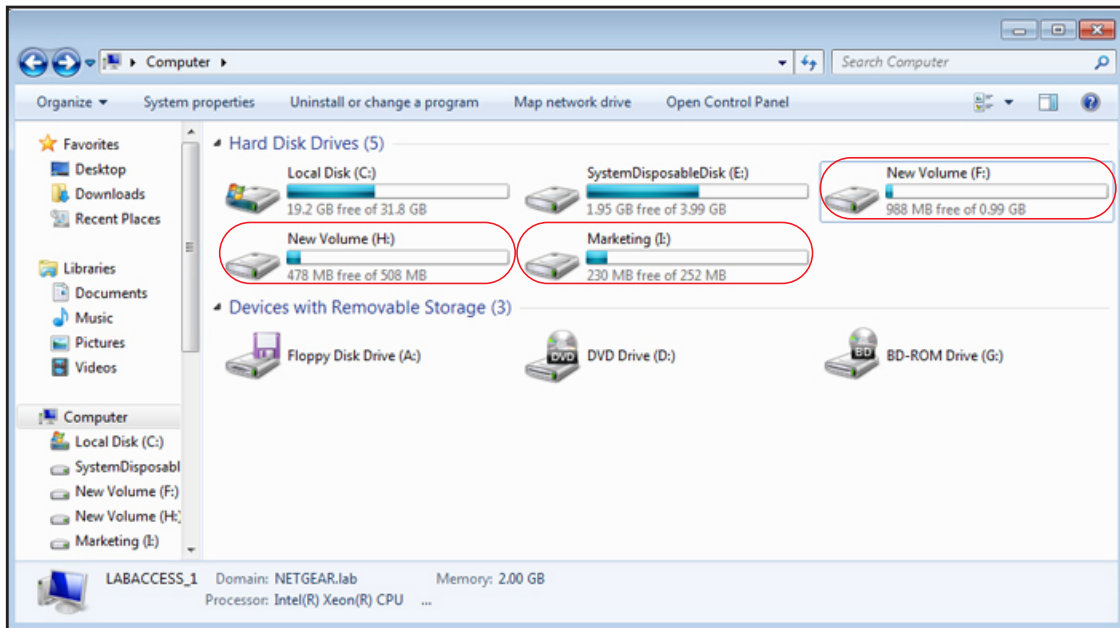 Computer
Search Computer
Organize
System properties
Uninstall or change a program
Map network drive
Open Control Panel
Favorites
Desktop
Downloads
Recent Places
Libraries
Documents
Music
Pictures
Videos
Computer
Local Disk (C:)
SystemDisposabl
New Volume (F:)
New Volume (H:)
Marketing (I:)
Hard Disk Drives (5)
Local Disk (C:)
19.2 GB free of 31.8 GB
SystemDisposableDisk (E:)
1.95 GB free of 3.99 GB
New Volume (F:)
988 MB free of 0.99 GB
New Volume (H:)
478 MB free of 508 MB
Marketing (I:)
230 MB free of 252 MB
Devices with Removable Storage (3)
Floppy Disk Drive (A:)
DVD
DVD Drive (D:)
BD
BD-ROM Drive (G:)
LABACCESS_1 Domain: NETGEAR.lab Memory: 2.00 GB
Processor: Intel(R) Xeon(R) CPU ...